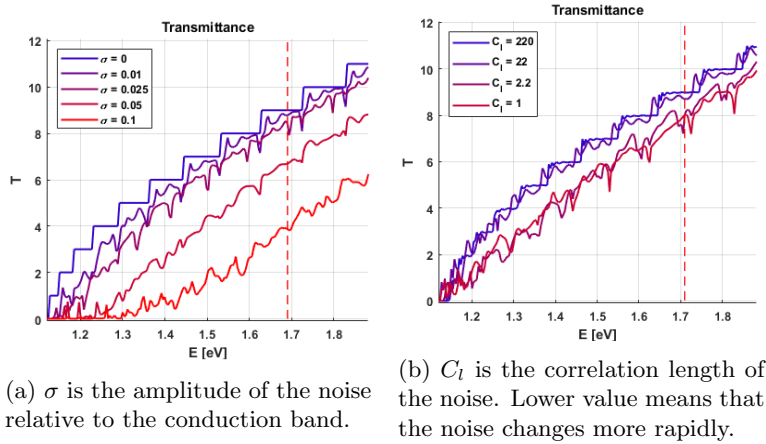 Transmittance
12
10
8
6
4
2
0
T
σ = 0
σ = 0.01
σ = 0.025
σ = 0.05
σ = 0.1
1.2 1.3 1.4 1.5 1.6 1.7 1.8
E [eV]
(a) σ is the amplitude of the noise
relative to the conduction band.
Transmittance
12
10
8
6
4
2
0
T
C_l = 220
C_l = 22
C_l = 2.2
C_l = 1
1.2 1.3 1.4 1.5 1.6 1.7 1.8
E [eV]
(b) C_l is the correlation length of
the noise. Lower value means that
the noise changes more rapidly.